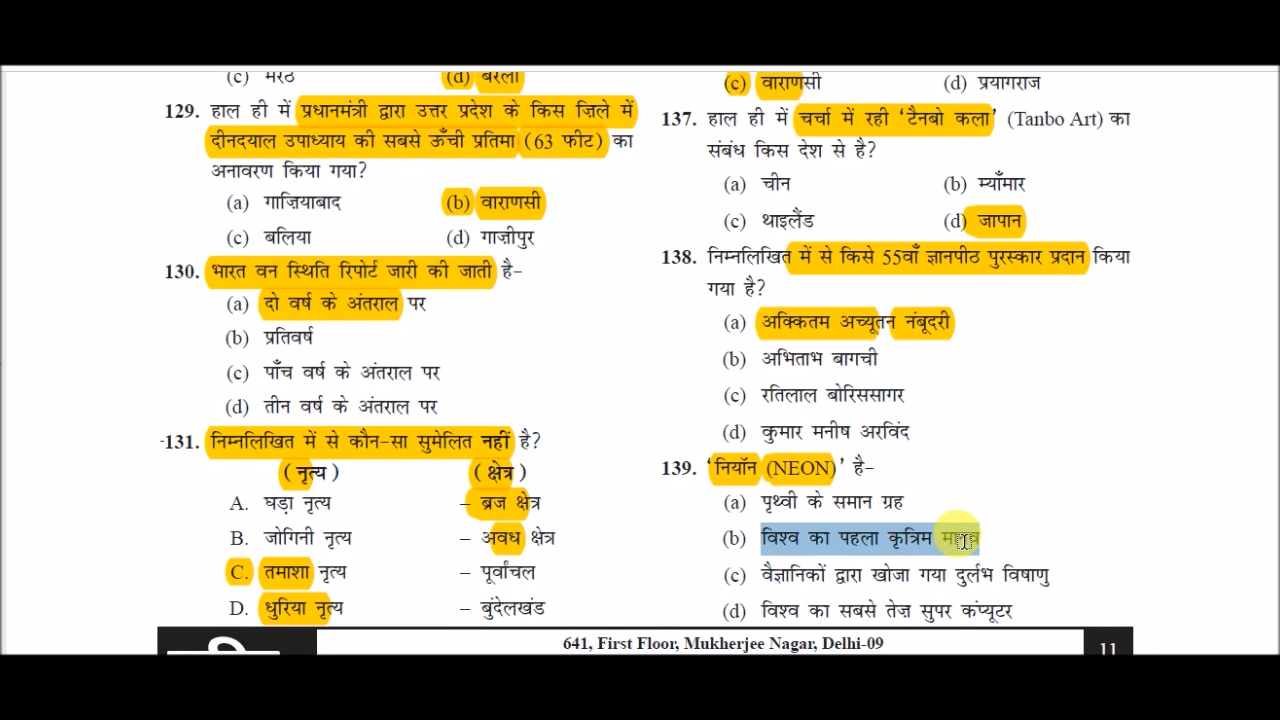 (c) मेरठ (d) बरेली
129. हाल ही में प्रधानमंत्री द्वारा उत्तर प्रदेश के किस ज़िले में
दीनदयाल उपाध्याय की सबसे ऊँची प्रतिमा (63 फीट) का
अनावरण किया गया?
(a) गाज़ियाबाद (b) वाराणसी
(c) बलिया (d) गाज़ीपुर
130. भारत वन स्थिति रिपोर्ट जारी की जाती है-
(a) दो वर्ष के अंतराल पर
(b) प्रतिवर्ष
(c) पाँच वर्ष के अंतराल पर
(d) तीन वर्ष के अंतराल पर
131. निम्नलिखित में से कौन-सा सुमेलित नहीं है?
(नृत्य) (क्षेत्र)
A. घड़ा नृत्य – ब्रज क्षेत्र
B. जोगिनी नृत्य – अवध क्षेत्र
C. तमाशा नृत्य – पूर्वांचल
D. धुरिया नृत्य – बुंदेलखंड
(c) वाराणसी (d) प्रयागराज
137. हाल ही में चर्चा में रही ‘टैनबो कला’ (Tanbo Art) का
संबंध किस देश से है?
(a) चीन (b) म्याँमार
(c) थाइलैंड (d) जापान
138. निम्नलिखित में से किसे 55वाँ ज्ञानपीठ पुरस्कार प्रदान किया
गया है?
(a) अक्कितम अच्यूतन नंबूदरी
(b) अभिताभ बागची
(c) रतिलाल बोरिससागर
(d) कुमार मनीष अरविंद
139. ‘नियॉन (NEON)’ है-
(a) पृथ्वी के समान ग्रह
(b) विश्व का पहला कृत्रिम मानव
(c) वैज्ञानिकों द्वारा खोजा गया दुर्लभ विषाणु
(d) विश्व का सबसे तेज़ सुपर कंप्यूटर
641, First Floor, Mukherjee Nagar, Delhi-09
11